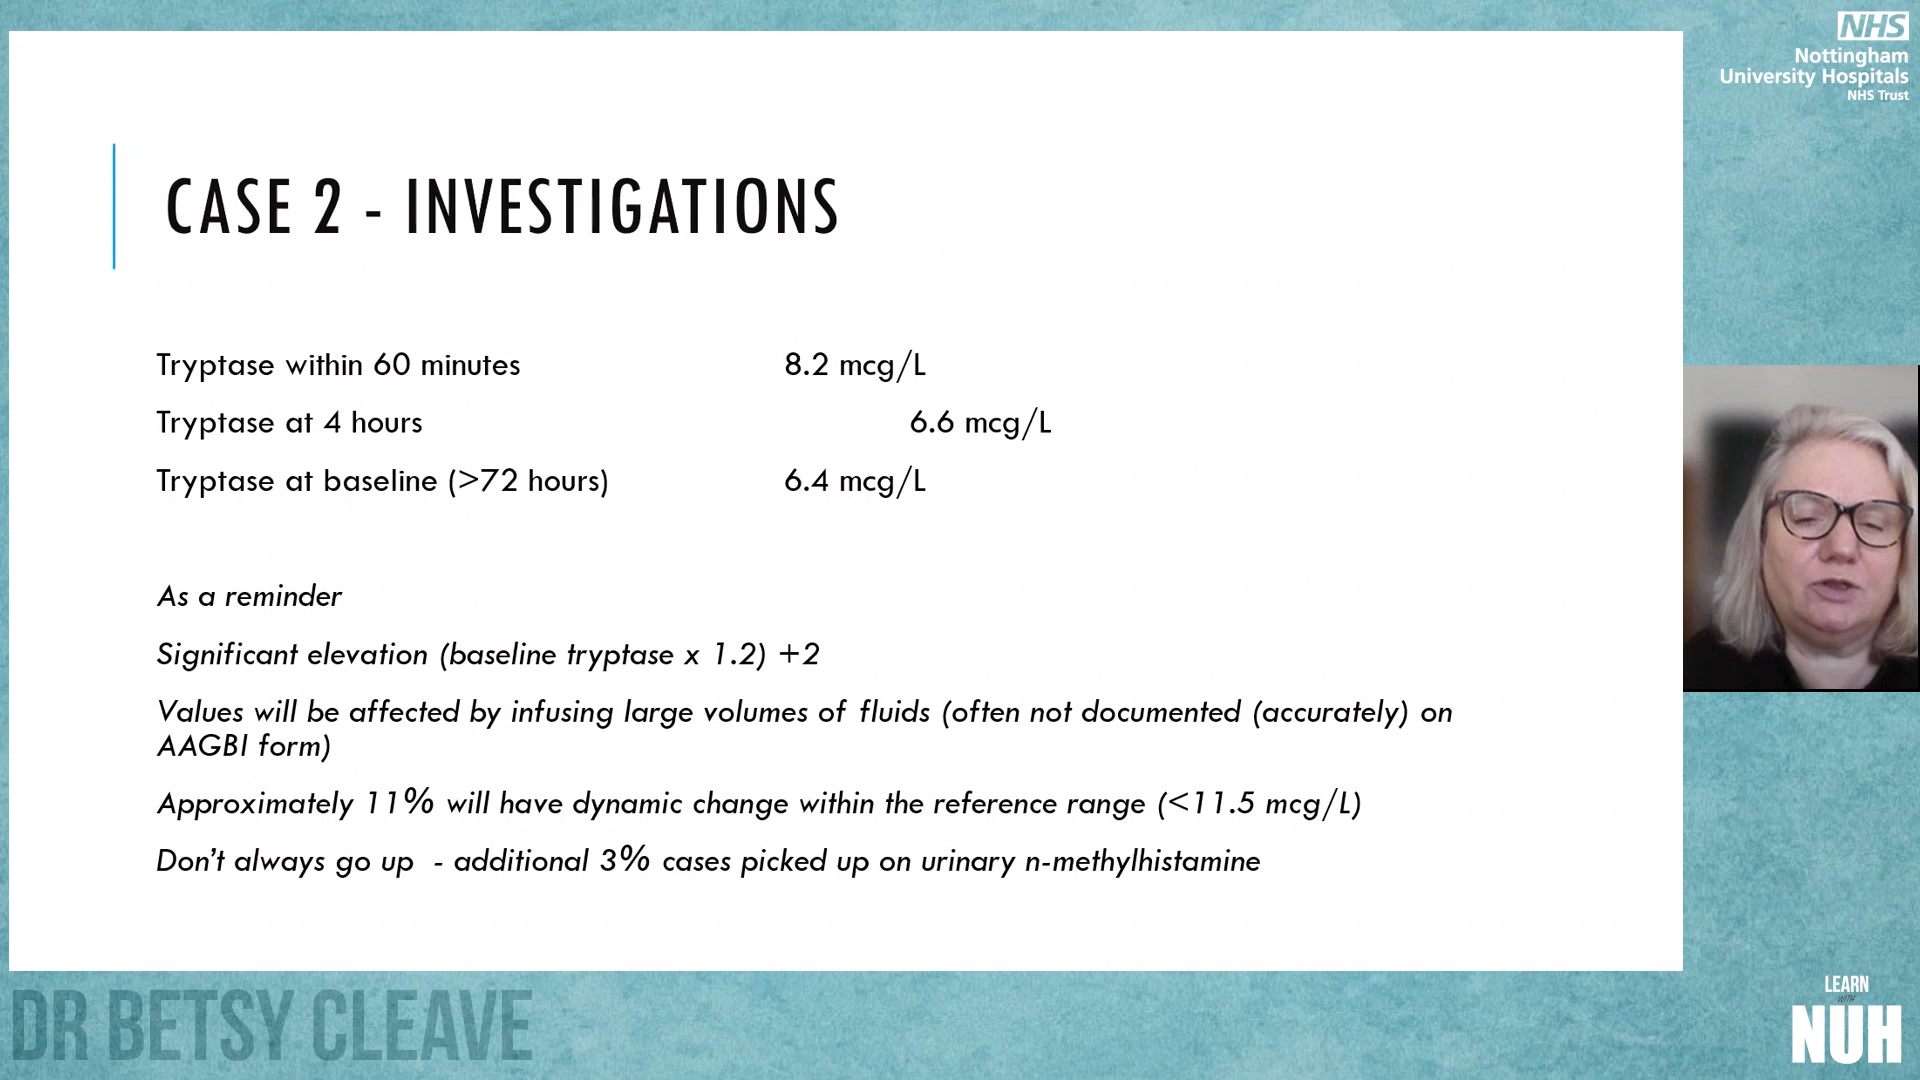 NHS
Nottingham
University Hospitals
NHS Trust
CASE 2 - INVESTIGATIONS
Tryptase within 60 minutes 8.2 mcg/L
Tryptase at 4 hours 6.6 mcg/L
Tryptase at baseline (>72 hours) 6.4 mcg/L
As a reminder
Significant elevation (baseline tryptase x 1.2) +2
Values will be affected by infusing large volumes of fluids (often not documented (accurately) on
AAGBI form)
Approximately 11% will have dynamic change within the reference range (<11.5 mcg/L)
Don’t always go up - additional 3% cases picked up on urinary n-methylhistamine
DR BETSY CLEAVE
LEARN
WITH
NUH